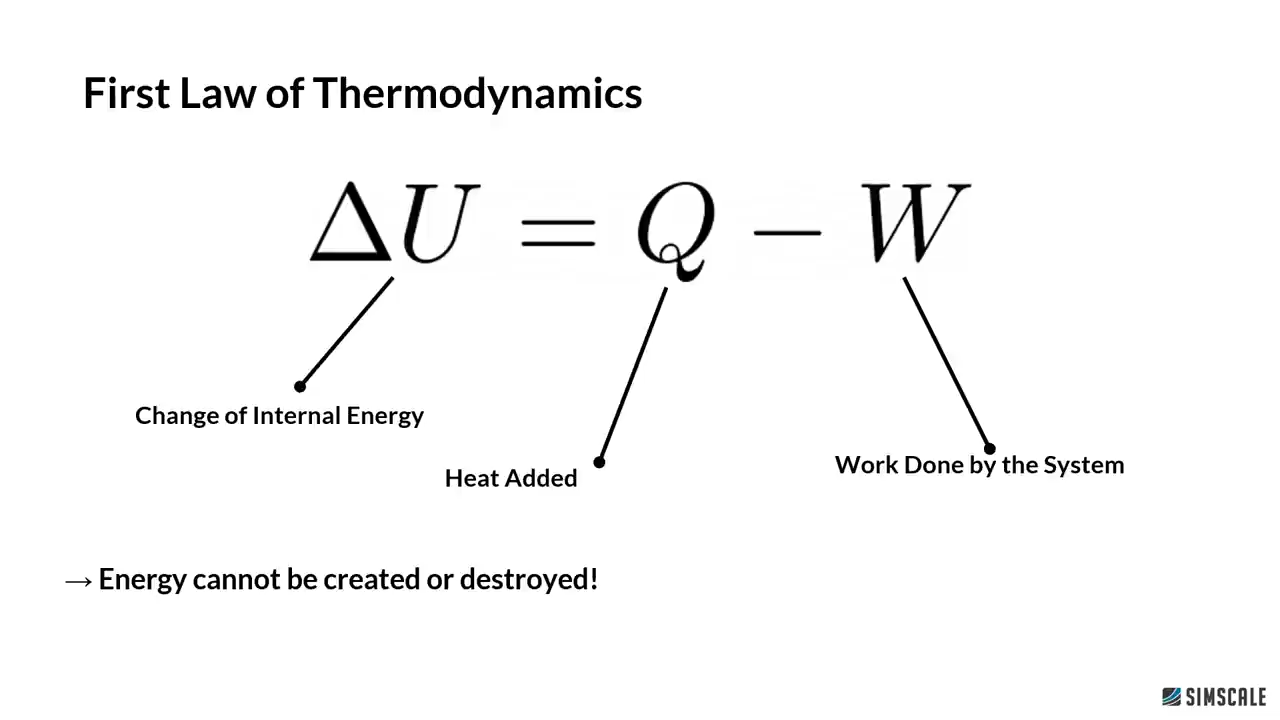 First Law of Thermodynamics
ΔU = Q − W
Change of Internal Energy
Heat Added
Work Done by the System
→ Energy cannot be created or destroyed!
SIMSCALE